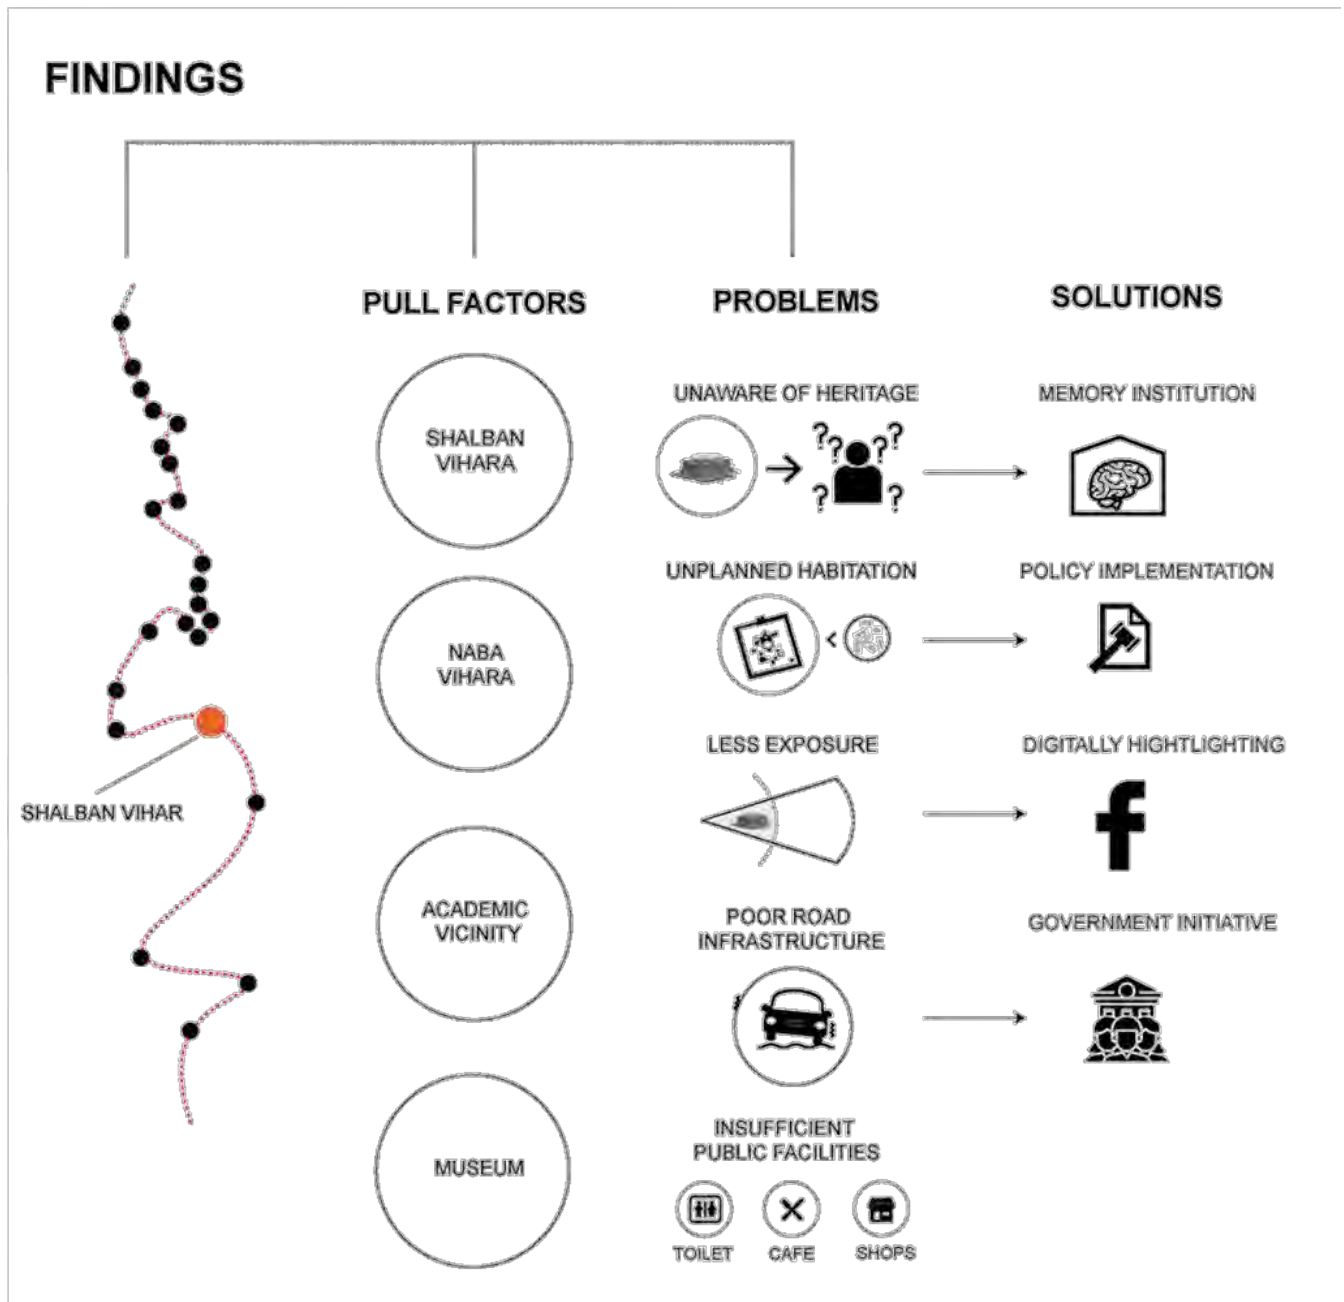 FINDINGS
PULL FACTORS
PROBLEMS
SOLUTIONS
SHALBAN VIHAR
SHALBAN
VIHARA
NABA
VIHARA
ACADEMIC
VICINITY
MUSEUM
UNAWARE OF HERITAGE
? ? ? ? ? ?
MEMORY INSTITUTION
UNPLANNED HABITATION
<
POLICY IMPLEMENTATION
LESS EXPOSURE
DIGITALLY HIGHTLIGHTING
f
POOR ROAD
INFRASTRUCTURE
GOVERNMENT INITIATIVE
INSUFFICIENT
PUBLIC FACILITIES
TOILET
CAFE
SHOPS